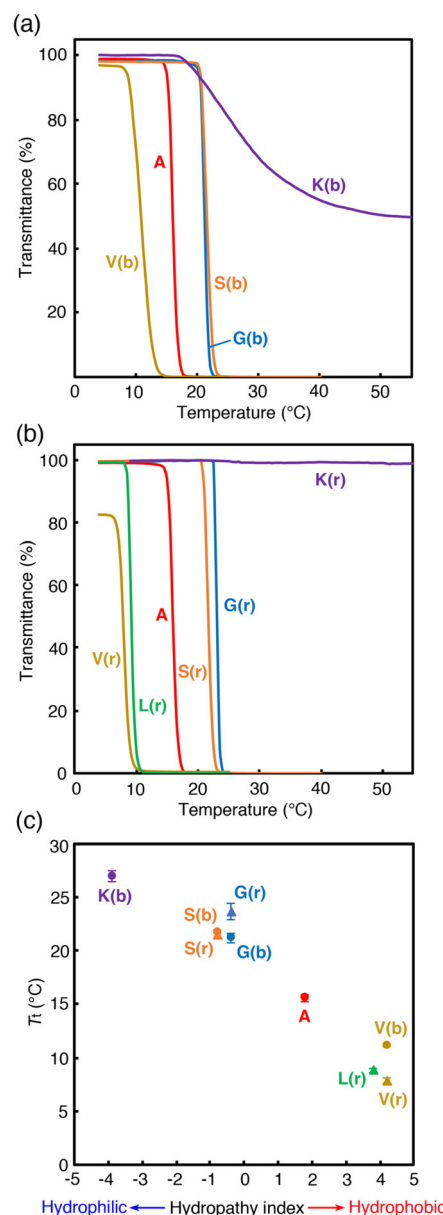 (a)
100
80
60
40
20
Transmittance (%)
A
K(b)
V(b)
S(b)
G(b)
0 10 20 30 40 50
Temperature (°C)
(b)
100
80
60
40
20
0
Transmittance (%)
K(r)
A
G(r)
V(r)
S(r)
L(r)
0 10 20 30 40 50
Temperature (°C)
(c)
30
25
20
15
10
5
0
Tt (°C)
K(b)
G(r)
S(b)
S(r)
G(b)
A
V(b)
L(r)
V(r)
-5 -4 -3 -2 -1 0 1 2 3 4 5
Hydrophilic Hydropathy index Hydrophobic